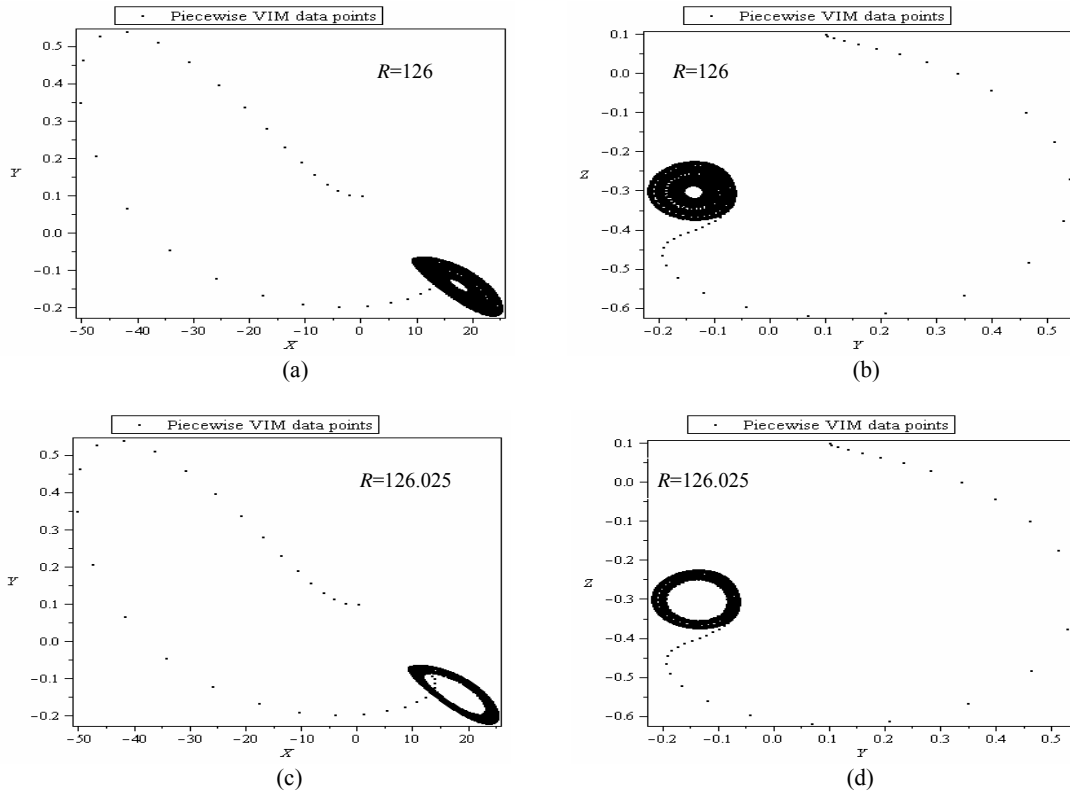 Piecewise VIM data points
R=126
Y
0.5
0.4
0.3
0.2
0.1
0.0
-0.1
-0.2
-50 -40 -30 -20 -10 0 10 20
X
(a)
Piecewise VIM data points
R=126
Z
0.1
0.0
-0.1
-0.2
-0.3
-0.4
-0.5
-0.6
-0.2 -0.1 0.0 0.1 0.2 0.3 0.4 0.5
Y
(b)
Piecewise VIM data points
R=126.025
Y
0.5
0.4
0.3
0.2
0.1
0.0
-0.1
-0.2
-50 -40 -30 -20 -10 0 10 20
X
(c)
Piecewise VIM data points
R=126.025
Z
0.1
0.0
-0.1
-0.2
-0.3
-0.4
-0.5
-0.6
-0.2 -0.1 0.0 0.1 0.2 0.3 0.4 0.5
Y
(d)